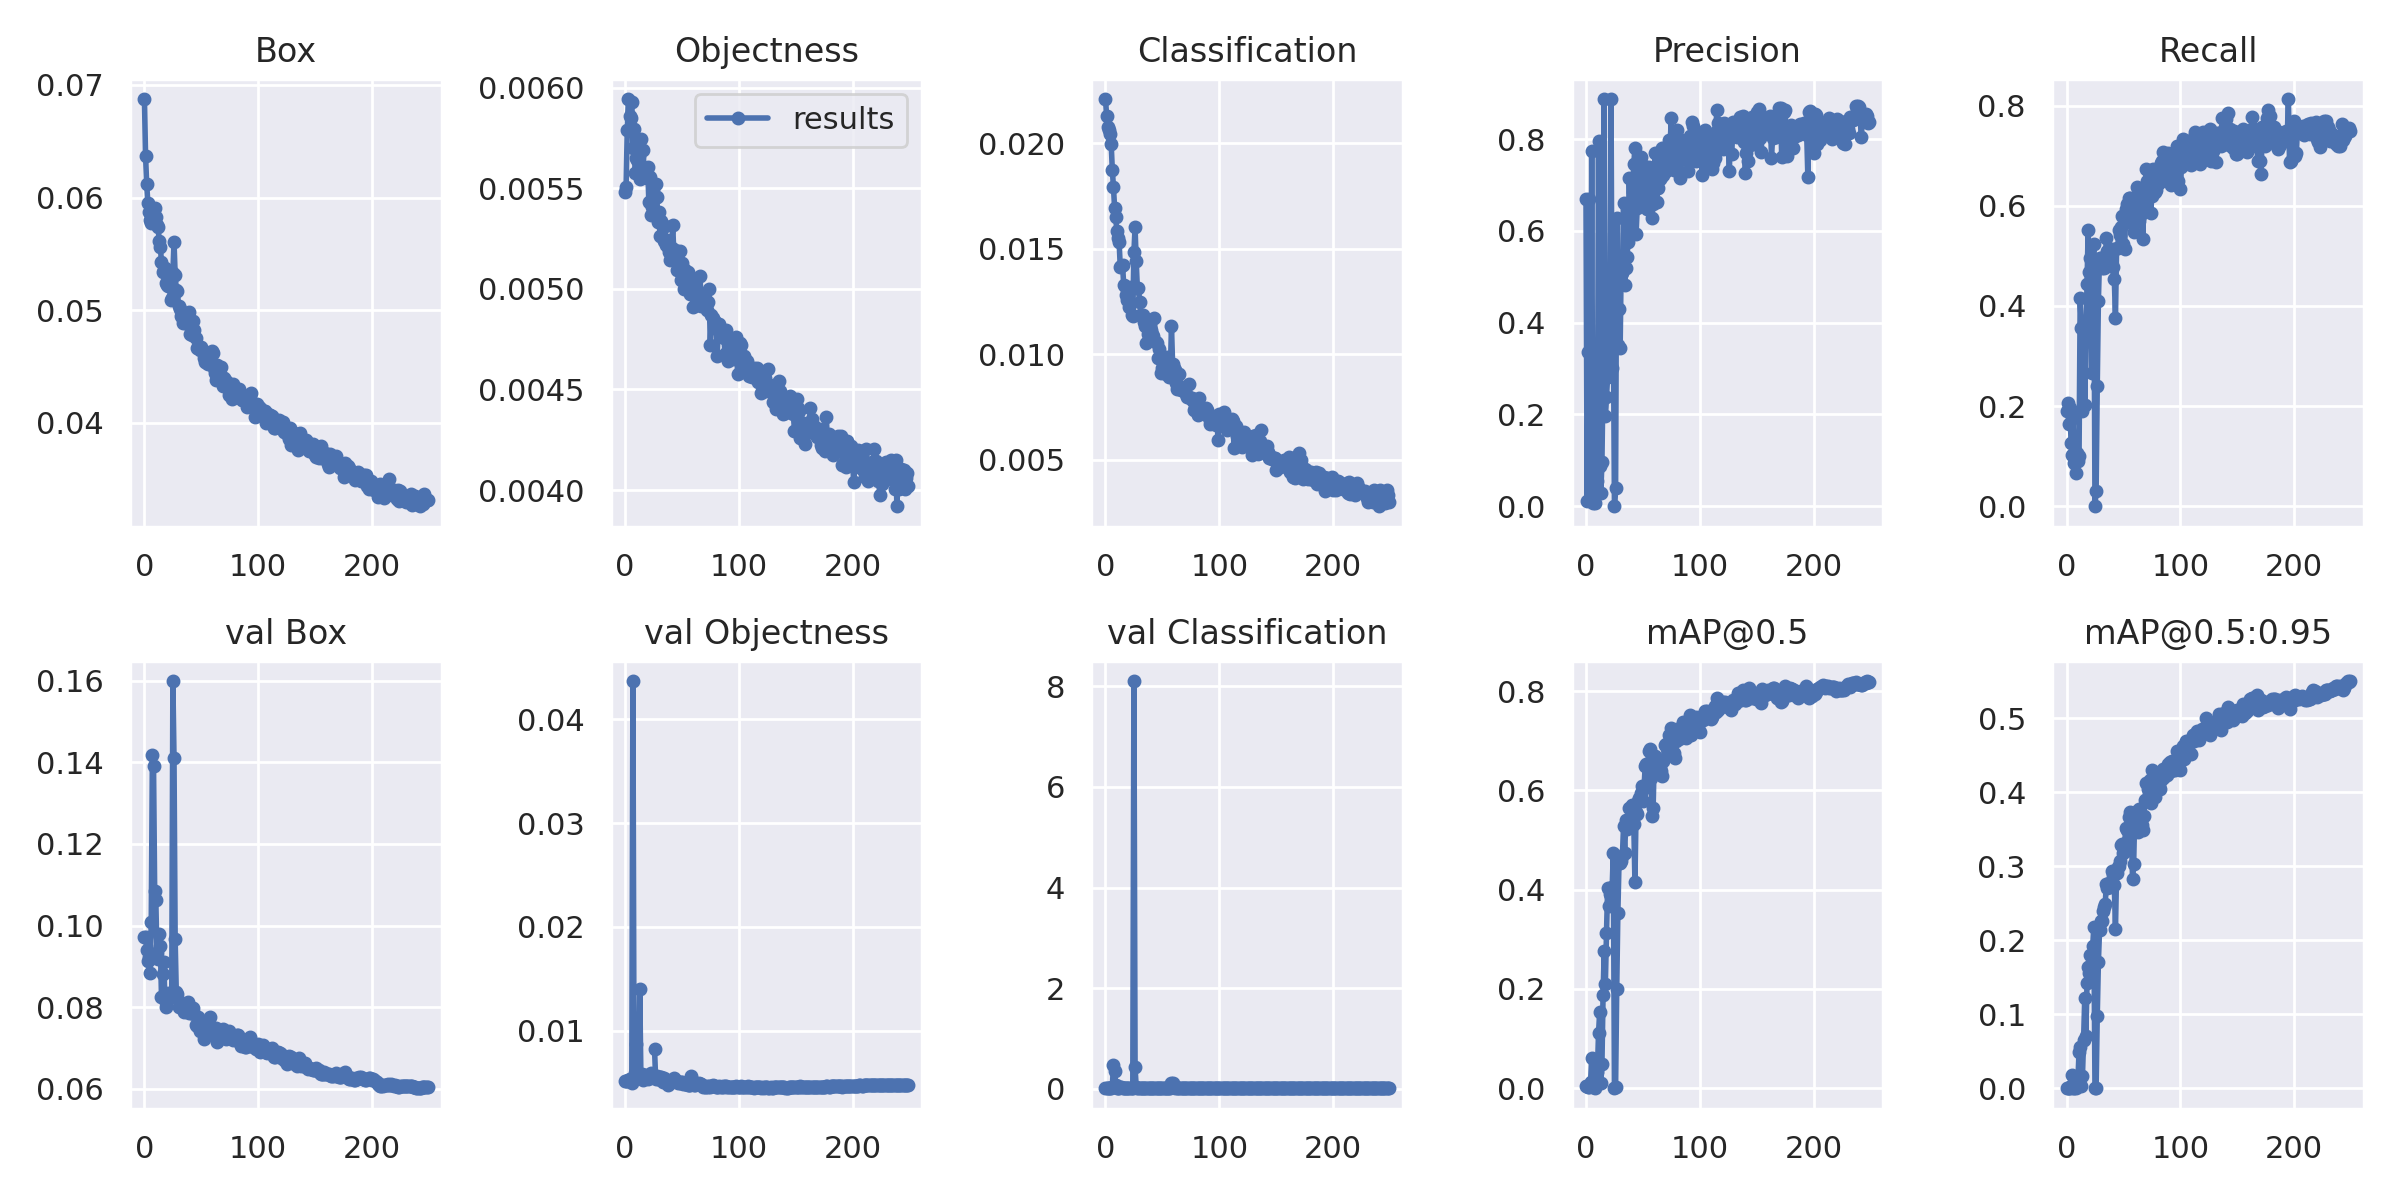 Box
0.07
0.06
0.05
0.04
0 100 200
Objectness
0.0060
0.0055
0.0050
0.0045
0.0040
results
0 100 200
Classification
0.020
0.015
0.010
0.005
0 100 200
Precision
0.8
0.6
0.4
0.2
0.0
0 100 200
Recall
0.8
0.6
0.4
0.2
0.0
0 100 200
val Box
0.16
0.14
0.12
0.10
0.08
0.06
0 100 200
val Objectness
0.04
0.03
0.02
0.01
0 100 200
val Classification
8
6
4
2
0
0 100 200
mAP@0.5
0.8
0.6
0.4
0.2
0.0
0 100 200
mAP@0.5:0.95
0.5
0.4
0.3
0.2
0.1
0.0
0 100 200